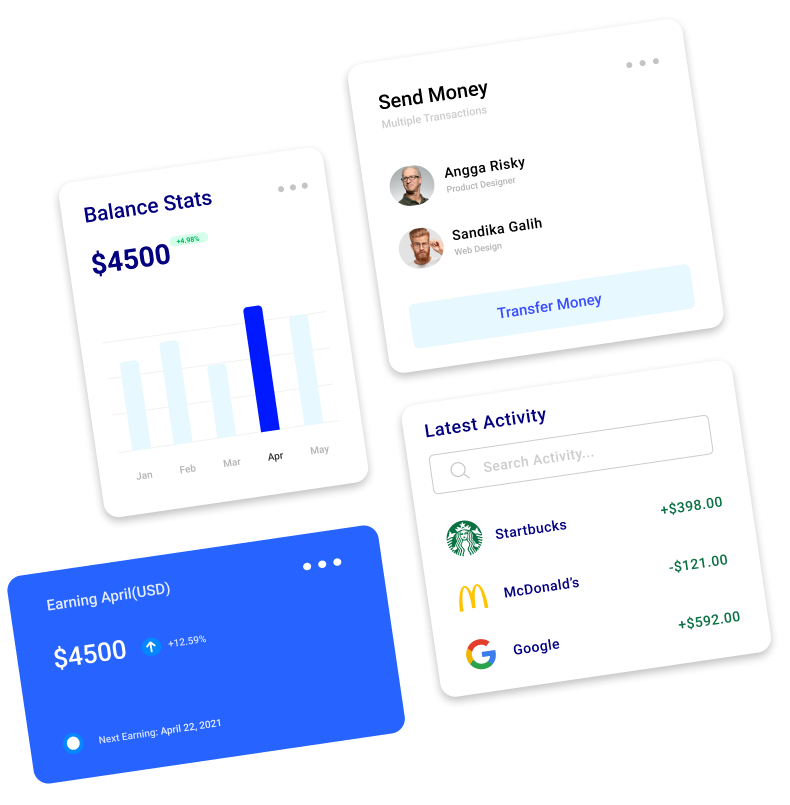 Send Money
Multiple Transactions
Angga Risky
Product Designer
Sandika Galih
Web Design
Transfer Money
Balance Stats
$4500
+4.98%
Jan
Feb
Mar
Apr
May
Latest Activity
Search Activity...
Startbucks
+$398.00
McDonald's
-$121.00
Google
+$592.00
Earning April(USD)
$4500
+12.59%
Next Earning: April 22, 2021